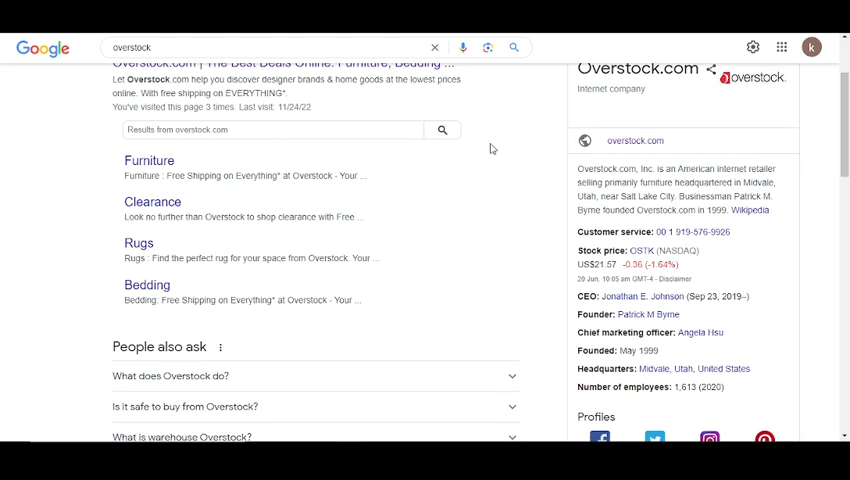 Google
overstock
k
Overstock.com | The Best Deals Online: Furniture, Bedding ...
Let Overstock.com help you discover designer brands & home goods at the lowest prices
online. With free shipping on EVERYTHING*.
You've visited this page 3 times. Last visit: 11/24/22
Results from overstock.com
Furniture
Furniture : Free Shipping on Everything* at Overstock - Your ...
Clearance
Look no further than Overstock to shop clearance with Free ...
Rugs
Rugs : Find the perfect rug for your space from Overstock. Your ...
Bedding
Bedding: Free Shipping on Everything* at Overstock - Your ...
People also ask
What does Overstock do?
Is it safe to buy from Overstock?
What is warehouse Overstock?
Overstock.com
overstock.
Internet company
overstock.com
Overstock.com, Inc. is an American internet retailer
selling primarily furniture headquartered in Midvale,
Utah, near Salt Lake City. Businessman Patrick M.
Byrne founded Overstock.com in 1999. Wikipedia
Customer service: 00 1 919-576-9926
Stock price: OSTK (NASDAQ)
US$21.57 -0.36 (-1.64%)
20 Jun, 10:05 am GMT-4 - Disclaimer
CEO: Jonathan E. Johnson (Sep 23, 2019–)
Founder: Patrick M Byrne
Chief marketing officer: Angela Hsu
Founded: May 1999
Headquarters: Midvale, Utah, United States
Number of employees: 1,613 (2020)
Profiles